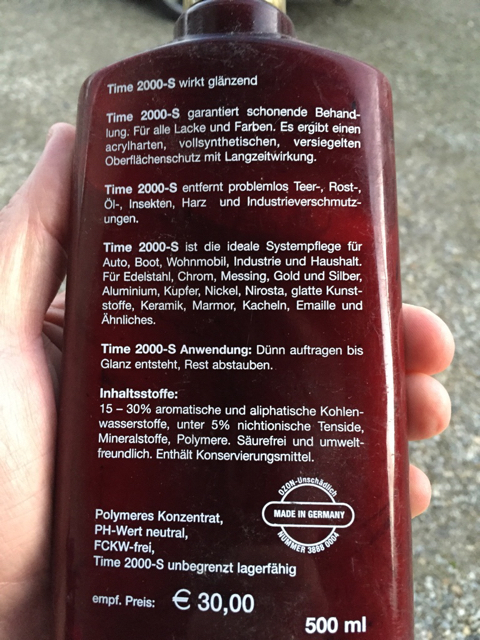 Time 2000-S wirkt glänzend
Time 2000-S garantiert schonende Behand-
lung. Für alle Lacke und Farben. Es ergibt einen
acrylharten, vollsynthetischen, versiegelten
Oberflächenschutz mit Langzeitwirkung.
Time 2000-S entfernt problemlos Teer-, Rost-,
Öl-, Insekten, Harz und Industrieverschmutz-
ungen.
Time 2000-S ist die ideale Systempflege für
Auto, Boot, Wohnmobil, Industrie und Haushalt.
Für Edelstahl, Chrom, Messing, Gold und Silber,
Aluminium, Kupfer, Nickel, Nirosta, glatte Kunst-
stoffe, Keramik, Marmor, Kacheln, Emaille und
Ähnliches.
Time 2000-S Anwendung: Dünn auftragen bis
Glanz entsteht, Rest abstauben.
Inhaltsstoffe:
15 – 30% aromatische und aliphatische Kohlen-
wasserstoffe, unter 5% nichtionische Tenside,
Mineralstoffe, Polymere. Säurefrei und umwelt-
freundlich. Enthält Konservierungsmittel.
OZON-Unschädlich
MADE IN GERMANY
NUMMER 3888 0004
Polymeres Konzentrat,
PH-Wert neutral,
FCKW-frei,
Time 2000-S unbegrenzt lagerfähig
empf. Preis: € 30,00
500 ml